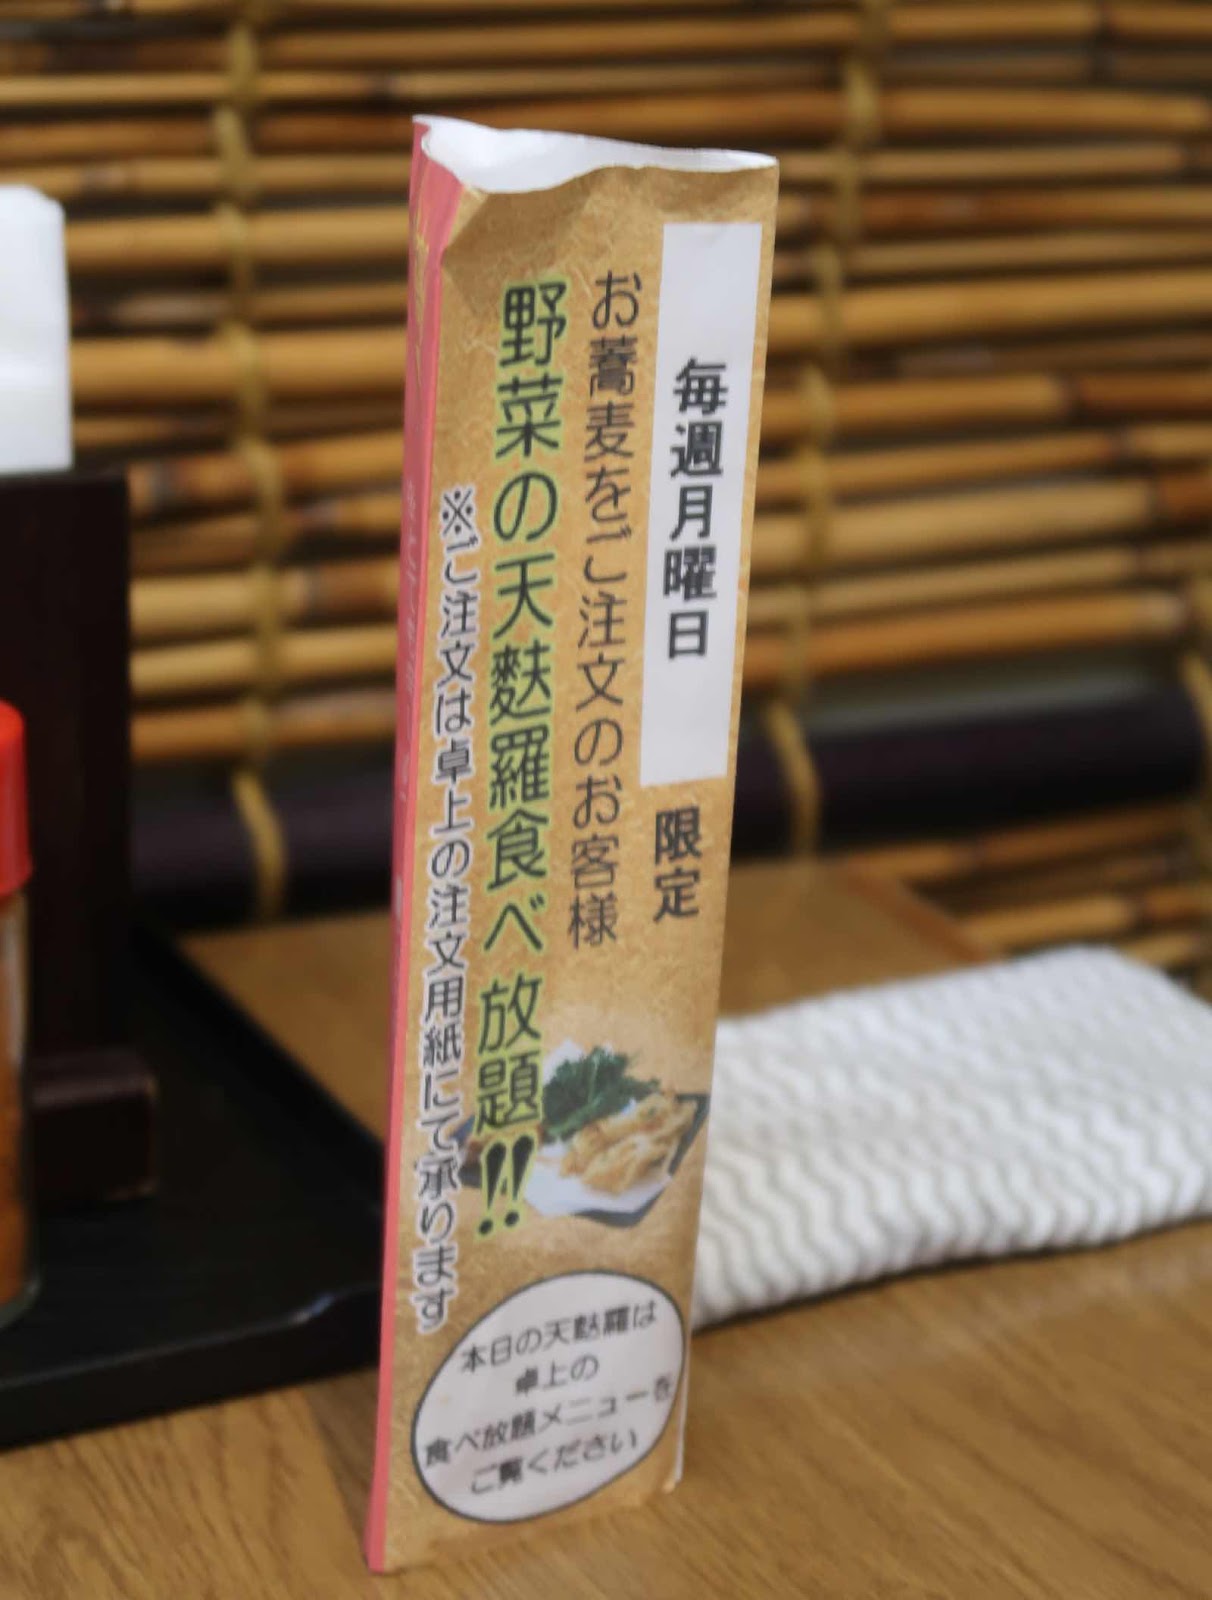 毎週月曜日 限定
お蕎麦をご注文のお客様
野菜の天麩羅食べ放題!!
※ご注文は卓上の注文用紙にて承ります
本日の天麩羅は
卓上の
食べ放題メニューを
ご覧ください